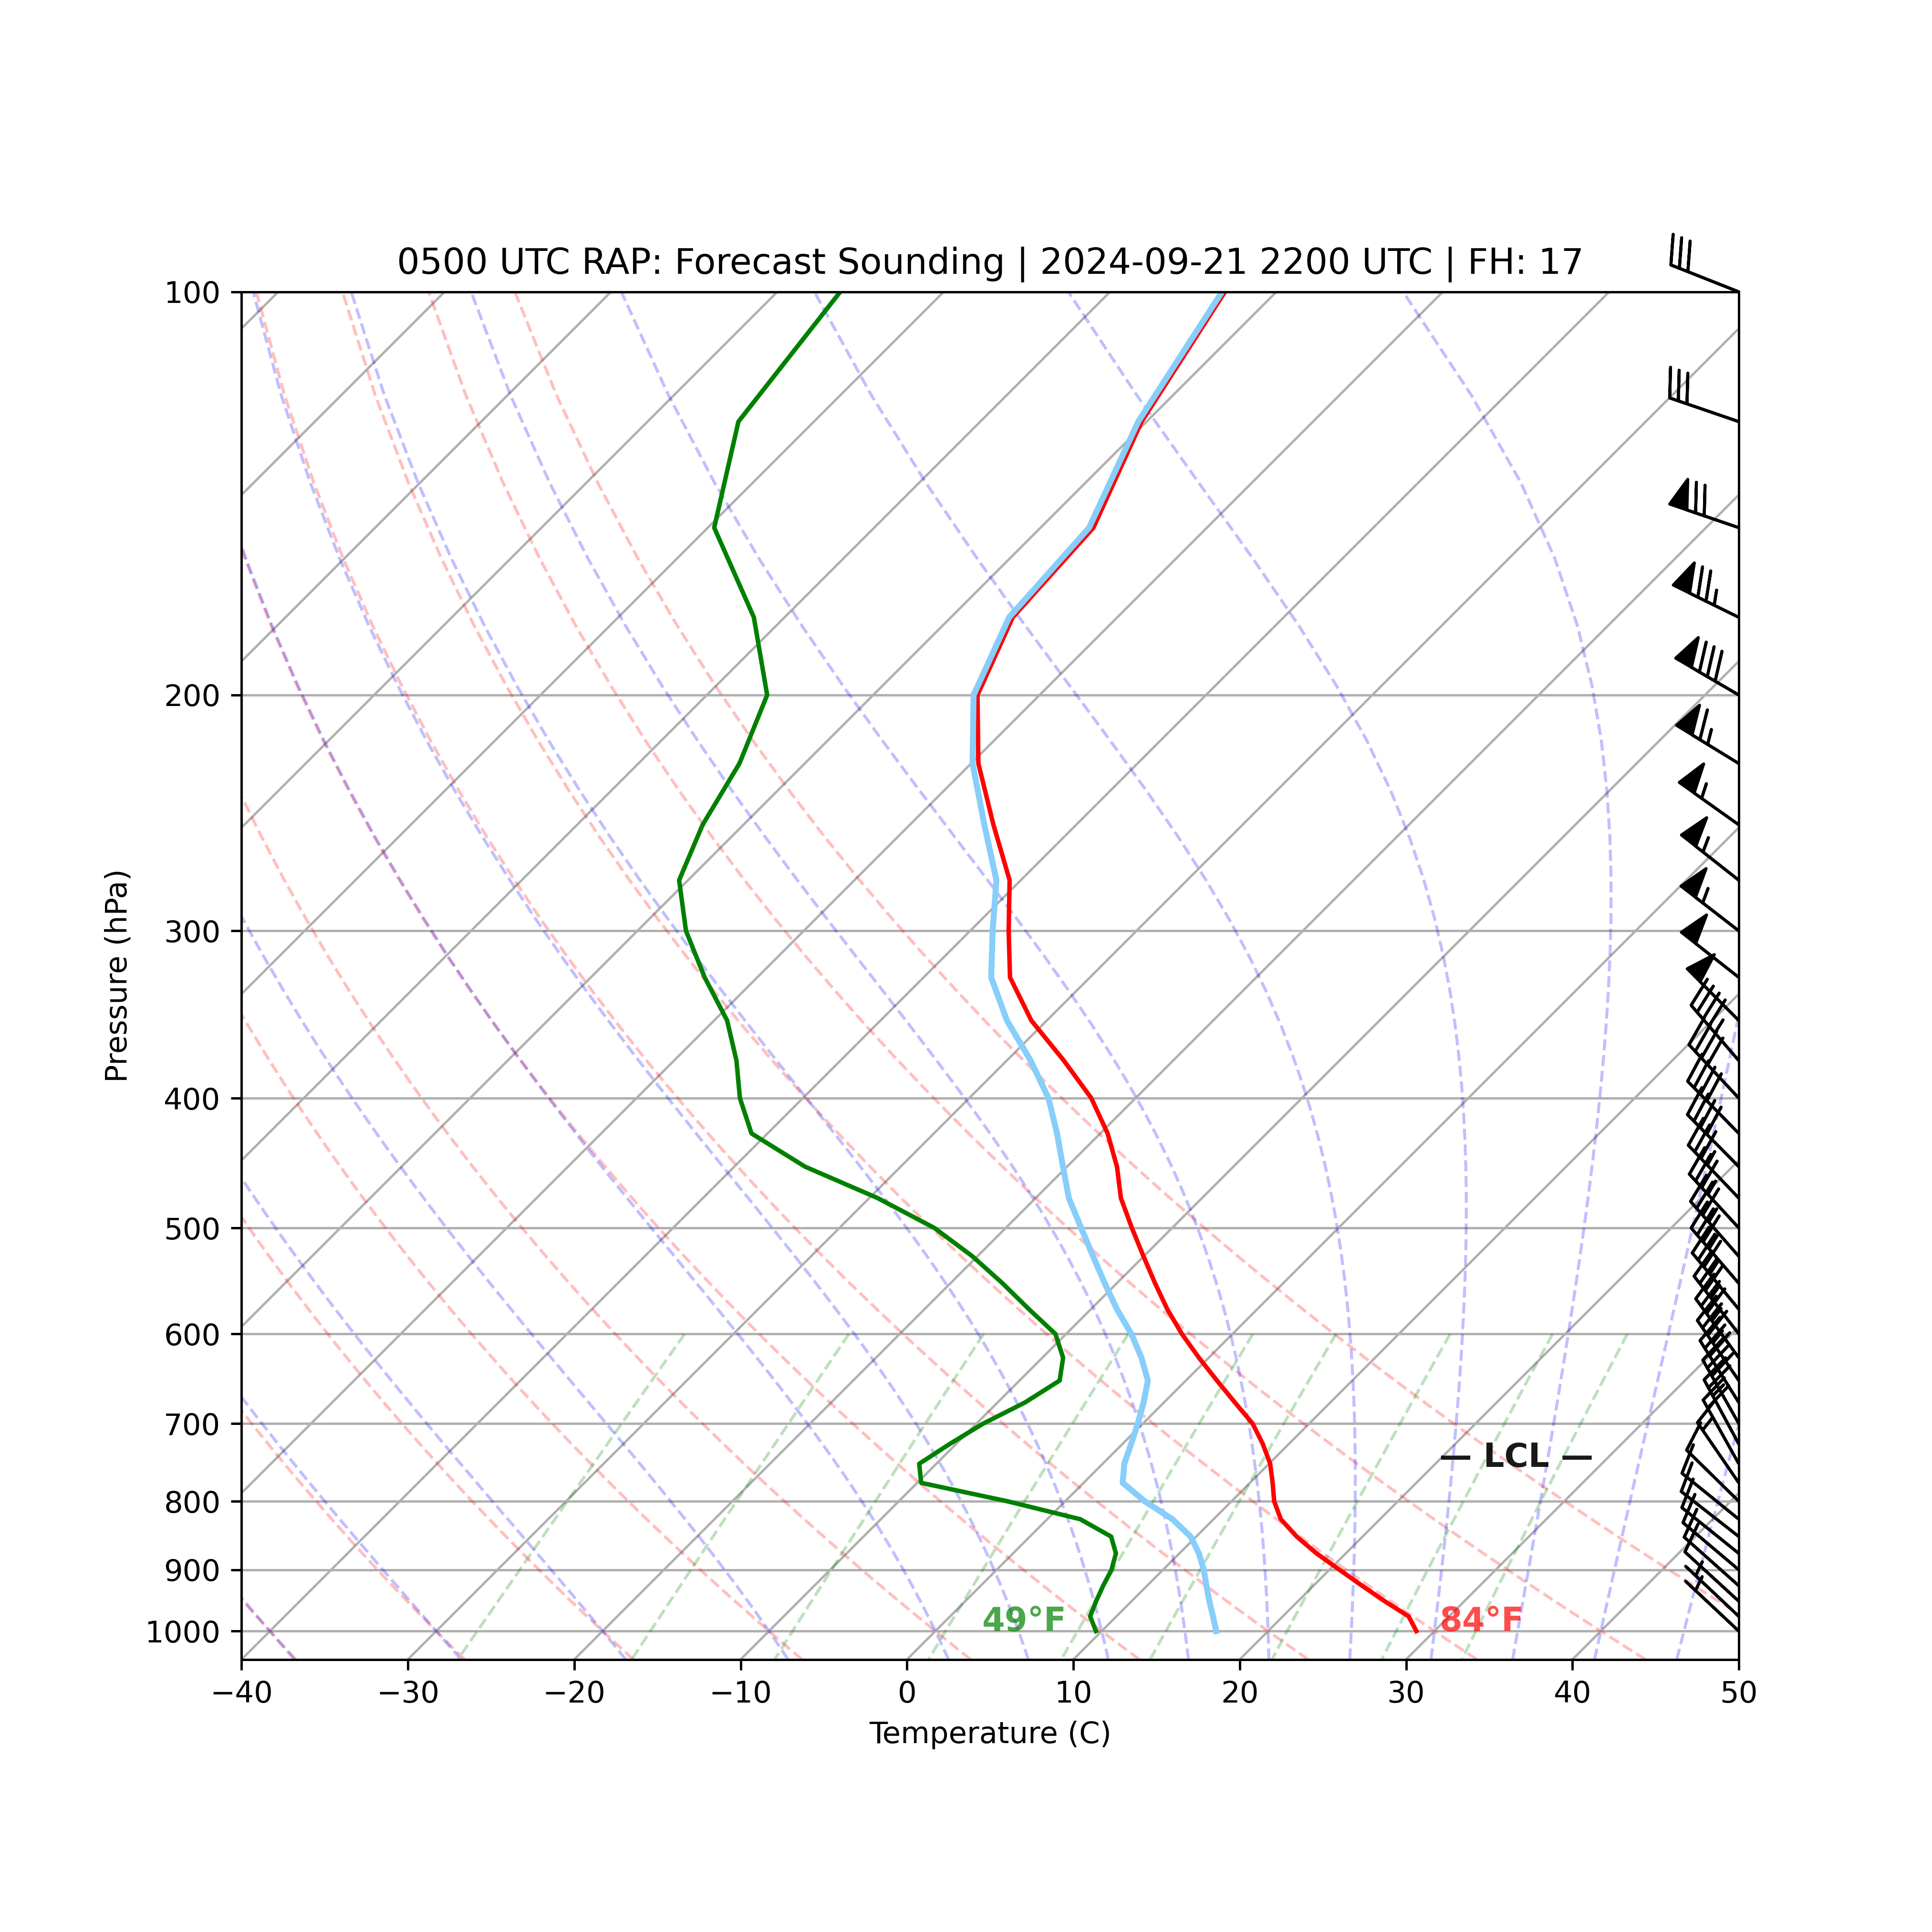 0500 UTC RAP: Forecast Sounding | 2024-09-21 2200 UTC | FH: 17
100
200
300
400
500
600
700
800
900
1000
Pressure (hPa)
— LCL —
49°F
84°F
−40 −30 −20 −10 0 10 20 30 40 50
Temperature (C)